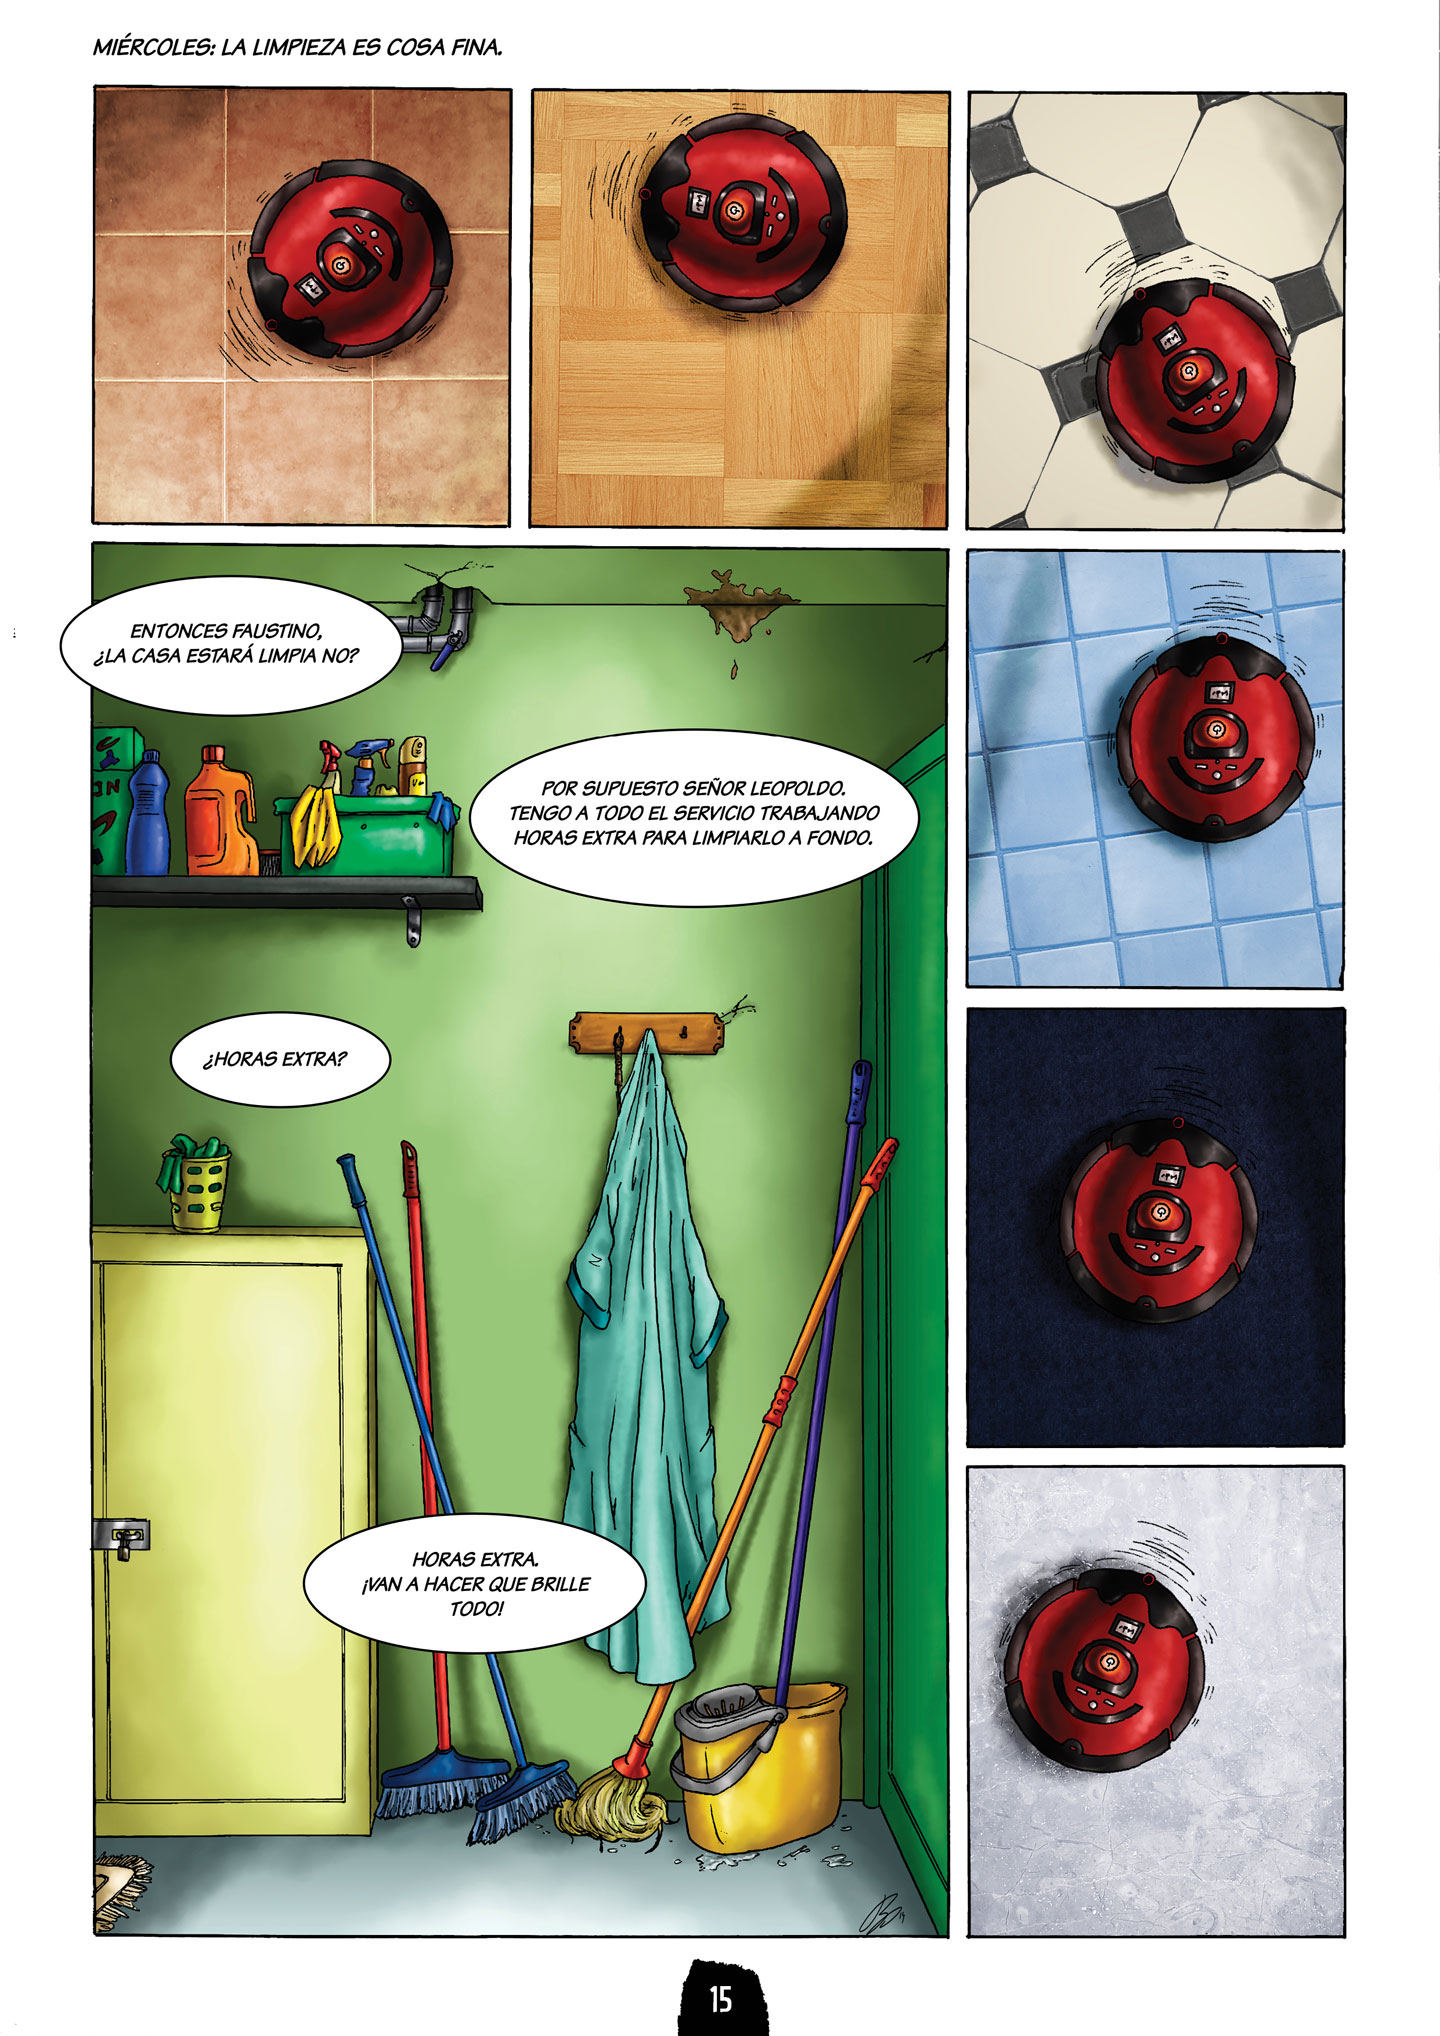 MIÉRCOLES: LA LIMPIEZA ES COSA FINA.
ENTONCES FAUSTINO,
¿LA CASA ESTARÁ LIMPIA NO?
POR SUPUESTO SEÑOR LEOPOLDO.
TENGO A TODO EL SERVICIO TRABAJANDO
HORAS EXTRA PARA LIMPIARLO A FONDO.
¿HORAS EXTRA?
HORAS EXTRA.
¡VAN A HACER QUE BRILLE
TODO!
15